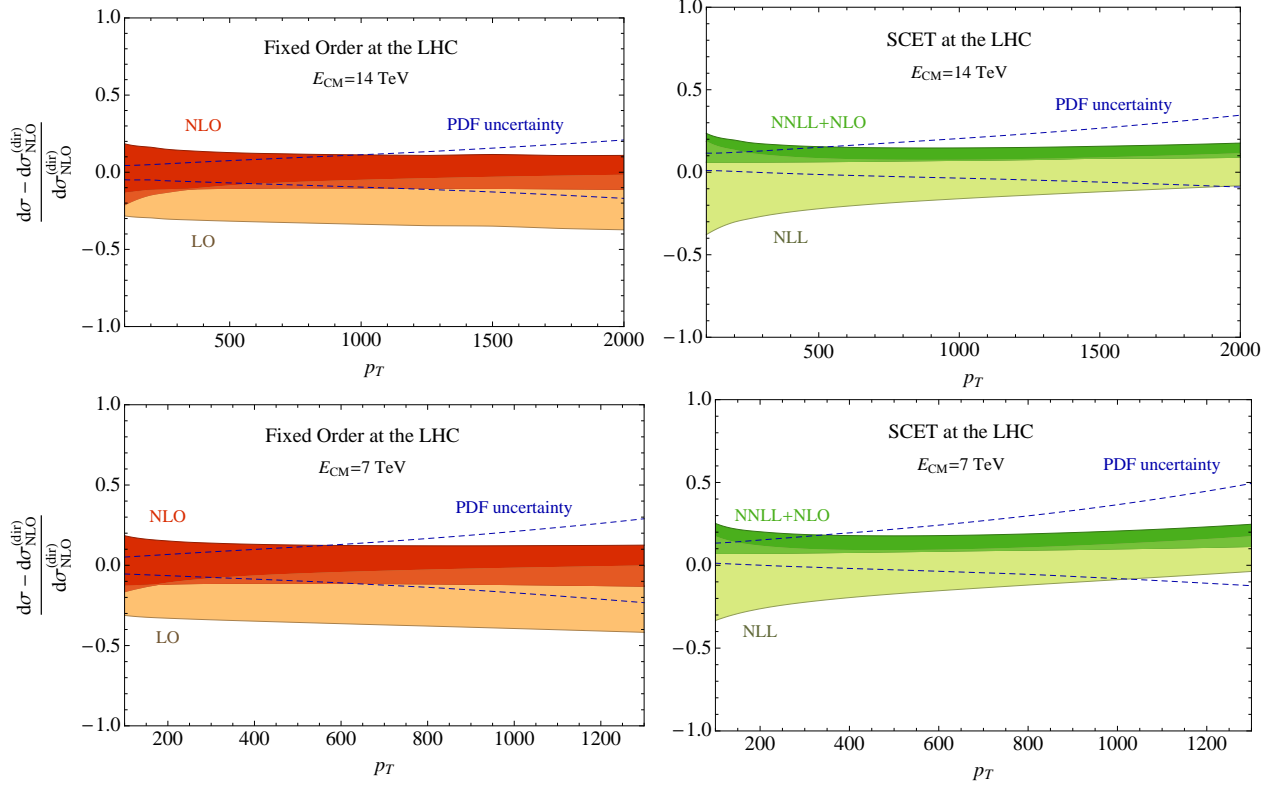 Fixed Order at the LHC
E_CM=14 TeV
NLO
PDF uncertainty
LO
dσ − dσ_NLO^(dir)
dσ_NLO^(dir)
1.0
0.5
0.0
−0.5
−1.0
500
1000
1500
2000
p_T
SCET at the LHC
E_CM=14 TeV
PDF uncertainty
NNLL+NLO
NLL
1.0
0.5
0.0
−0.5
−1.0
500
1000
1500
2000
p_T
Fixed Order at the LHC
E_CM=7 TeV
PDF uncertainty
NLO
LO
dσ − dσ_NLO^(dir)
dσ_NLO^(dir)
1.0
0.5
0.0
−0.5
−1.0
200
400
600
800
1000
1200
p_T
SCET at the LHC
E_CM=7 TeV
PDF uncertainty
NNLL+NLO
NLL
1.0
0.5
0.0
−0.5
−1.0
200
400
600
800
1000
1200
p_T